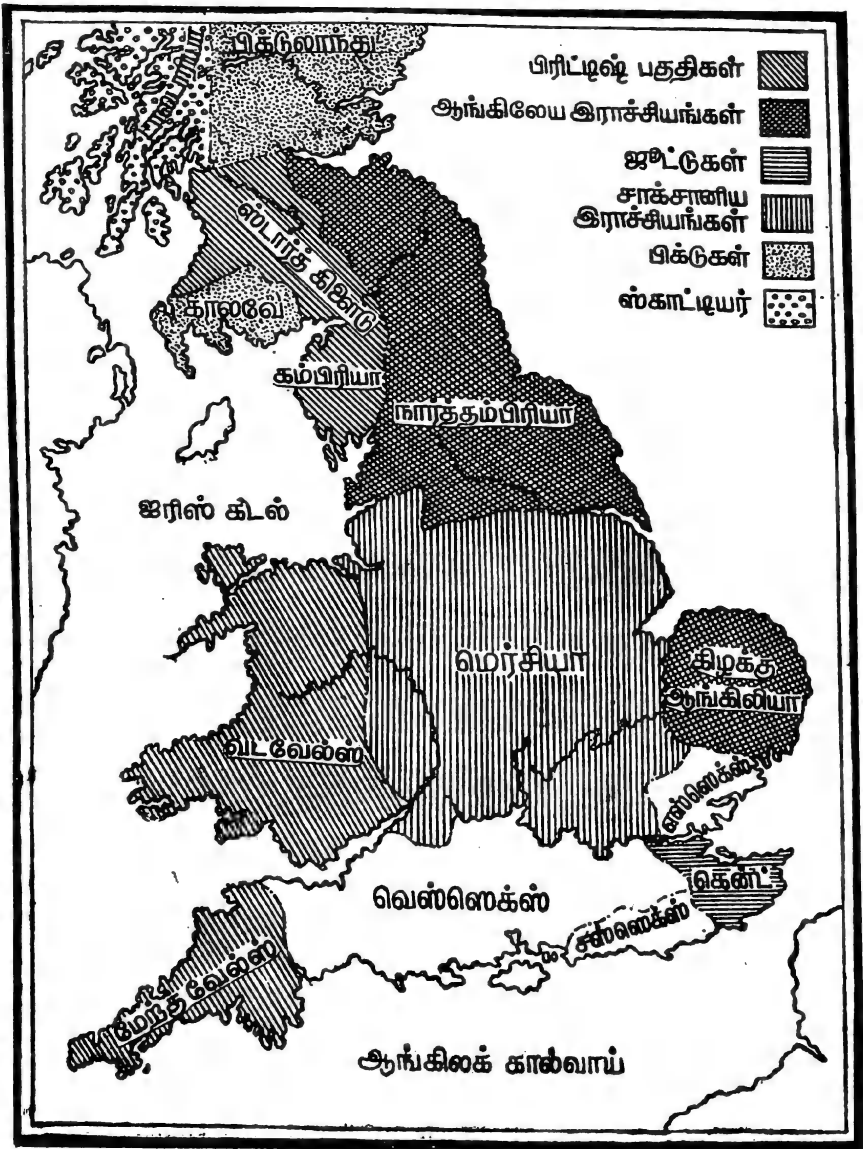 பிக்டுலாந்து
பிரிட்டிஷ் பகுதிகள்
ஆங்கிலேய இராச்சியங்கள்
ஜூட்டுகள்
சாக்சானிய
இராச்சியங்கள்
பிக்டுகள்
ஸ்காட்டியர்
ஸ்டார்த் கிளைடு
காலவே
கம்பிரியா
நார்த்தம்பிரியா
ஐரிஸ் கடல்
மெர்சியா
கிழக்கு
ஆங்கிலியா
வடவேல்ஸ்
எஸ்ஸெக்ஸ்
கென்ட்
வெஸ்ஸெக்ஸ்
சஸ்ஸெக்ஸ்
மேற்கு வேல்ஸ்
ஆங்கிலக் கால்வாய்